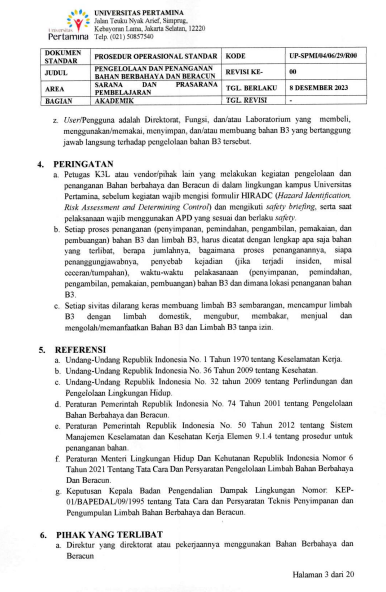 UNIVERSITAS PERTAMINA
Jalan Teuku Nyak Arief, Simprug,
Kebayoran Lama, Jakarta Selatan, 12220
Telp. (021) 50857540
UNIVERSITAS
Pertamina
DOKUMEN STANDAR PROSEDUR OPERASIONAL STANDAR KODE UP-SPMI/04/06/29/R00
JUDUL PENGELOLAAN DAN PENANGANAN BAHAN BERBAHAYA DAN BERACUN REVISI KE- 00
AREA SARANA DAN PRASARANA PEMBELAJARAN TGL BERLAKU 8 DESEMBER 2023
BAGIAN AKADEMIK TGL REVISI -
z. User/Pengguna adalah Direktorat, Fungsi, dan/atau Laboratorium yang membeli,
menggunakan/memakai, menyimpan, dan/atau membuang bahan B3 yang bertanggung
jawab langsung terhadap pengelolaan bahan B3 tersebut.
4. PERINGATAN
a. Petugas K3L atau vendor/pihak lain yang melakukan kegiatan pengelolaan dan
penanganan Bahan berbahaya dan Beracun di dalam lingkungan kampus Universitas
Pertamina, sebelum kegiatan wajib mengisi formulir HIRADC (Hazard Identification,
Risk Assessment and Determining Control) dan mengikuti safety briefing, serta saat
pelaksanaan wajib menggunakan APD yang sesuai dan berlaku safety.
b. Setiap proses penanganan (penyimpanan, pemindahan, pengambilan, pemakaian, dan
pembuangan) bahan B3 dan limbah B3, harus dicatat dengan lengkap apa saja bahan
yang terlibat, berapa jumlahnya, bagaimana proses penanganannya, siapa
penanggungjawabnya, penyebab kejadian (jika terjadi insiden, misal
ceceran/tumpahan), waktu-waktu pelaksanaan (penyimpanan, pemindahan,
pengambilan, pemakaian, pembuangan) bahan B3 dan dimana lokasi penanganan bahan
B3.
c. Setiap sivitas dilarang keras membuang limbah B3 sembarangan, mencampur limbah
B3 dengan limbah domestik, mengubur, membakar, menjual dan
mengolah/memanfaatkan Bahan B3 dan Limbah B3 tanpa izin.
5. REFERENSI
a. Undang-Undang Republik Indonesia No. 1 Tahun 1970 tentang Keselamatan Kerja.
b. Undang-Undang Republik Indonesia No. 36 Tahun 2009 tentang Kesehatan.
c. Undang-Undang Republik Indonesia No. 32 tahun 2009 tentang Perlindungan dan
Pengelolaan Lingkungan Hidup.
d. Peraturan Pemerintah Republik Indonesia No. 74 Tahun 2001 tentang Pengelolaan
Bahan Berbahaya dan Beracun.
e. Peraturan Pemerintah Republik Indonesia No. 50 Tahun 2012 tentang Sistem
Manajemen Keselamatan dan Kesehatan Kerja Elemen 9.1.4 tentang prosedur untuk
penanganan bahan.
f. Peraturan Menteri Lingkungan Hidup Dan Kehutanan Republik Indonesia Nomor 6
Tahun 2021 Tentang Tata Cara Dan Persyaratan Pengelolaan Limbah Bahan Berbahaya
Dan Beracun.
g. Keputusan Kepala Badan Pengendalian Dampak Lingkungan Nomor: KEP-
01/BAPEDAL/09/1995 tentang Tata Cara dan Persyaratan Teknis Penyimpanan dan
Pengumpulan Limbah Bahan Berbahaya dan Beracun.
6. PIHAK YANG TERLIBAT
a. Direktur yang direktorat atau pekerjaannya menggunakan Bahan Berbahaya dan
Beracun
Halaman 3 dari 20